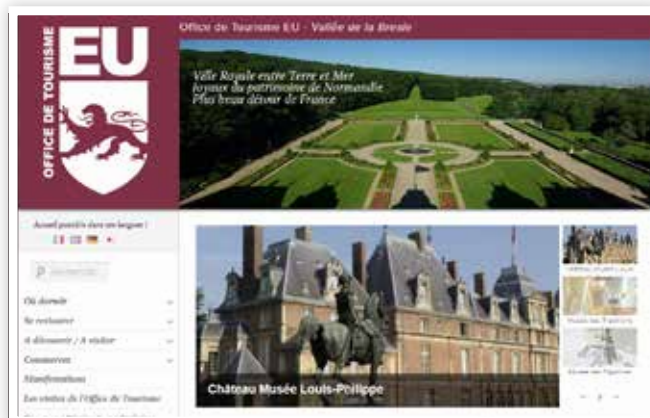 OFFICE DE TOURISME
EU
Office de Tourisme EU - Vallée de la Bresle
Ville Royale entre Terre et Mer
Joyaux du patrimoine de Normandie
Plus beau détour de France
Accueil possible dans ces langues :
Où dormir
Se restaurer
A découvrir / A visiter
Commerces
Manifestations
Les visites de l'Office de Tourisme
Château Musée Louis-Philippe